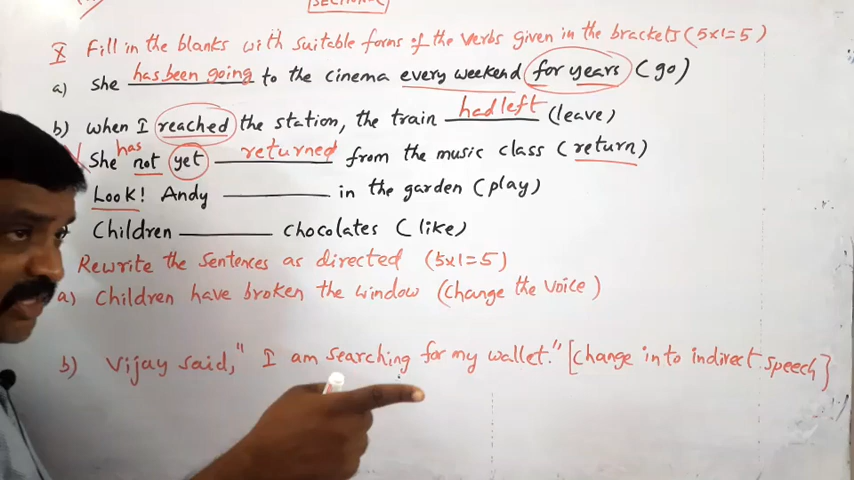 SECTION
X Fill in the blanks with suitable forms of the verbs given in the brackets (5x1=5)
a) She has been going to the cinema every weekend for years (go)
b) when I reached the station, the train had left (leave)
She has not yet returned from the music class (return)
Look! Andy __________ in the garden (play)
Children __________ chocolates (like)
Rewrite the sentences as directed (5x1=5)
a) Children have broken the window (Change the voice)
b) Vijay said, "I am searching for my wallet." [Change into indirect speech]